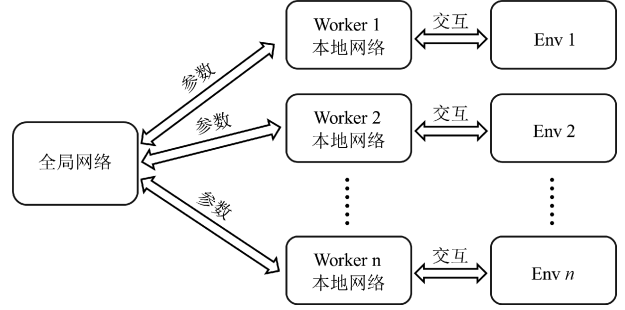 Worker 1
本地网络
交互
Env 1
参数
Worker 2
本地网络
交互
Env 2
参数
全局网络
参数
Worker n
本地网络
交互
Env n